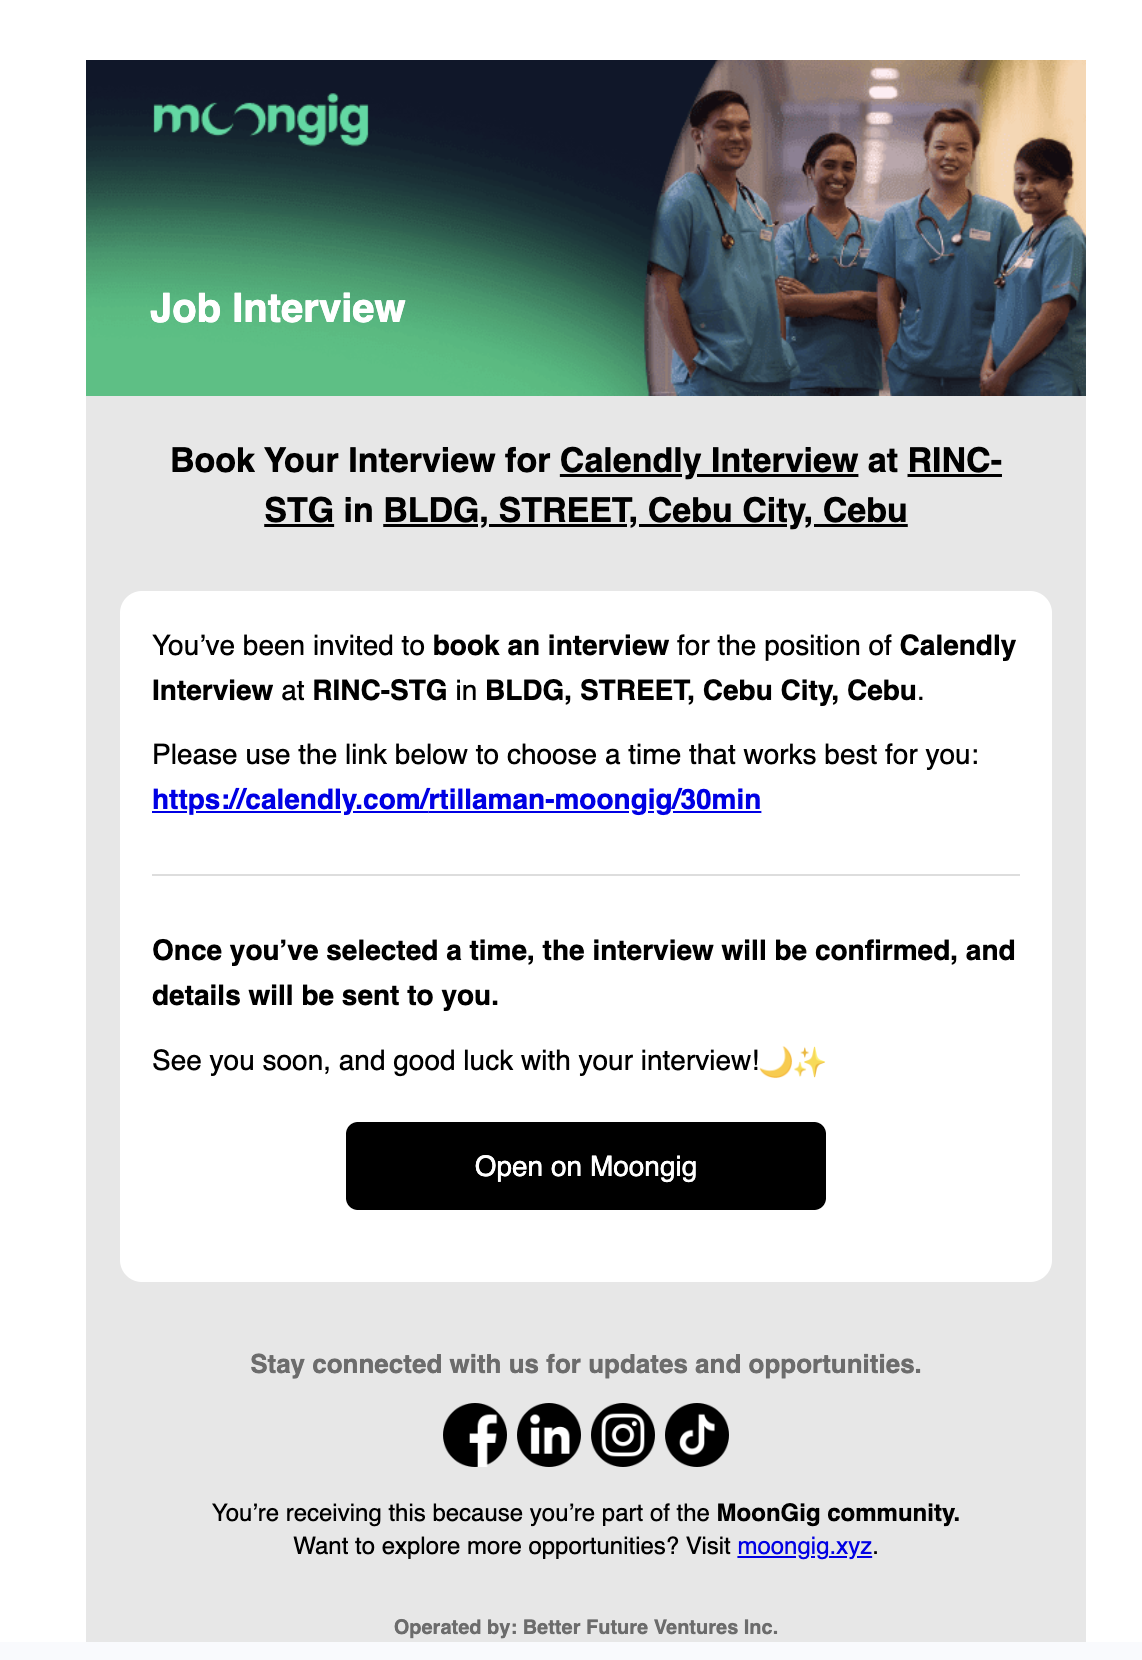 moongig
Job Interview
Book Your Interview for Calendly Interview at RINC-
STG in BLDG, STREET, Cebu City, Cebu
You’ve been invited to book an interview for the position of Calendly
Interview at RINC-STG in BLDG, STREET, Cebu City, Cebu.
Please use the link below to choose a time that works best for you:
https://calendly.com/rtillaman-moongig/30min
Once you’ve selected a time, the interview will be confirmed, and
details will be sent to you.
See you soon, and good luck with your interview!🌙✨
Open on Moongig
Stay connected with us for updates and opportunities.
You’re receiving this because you’re part of the MoonGig community.
Want to explore more opportunities? Visit moongig.xyz.
Operated by: Better Future Ventures Inc.